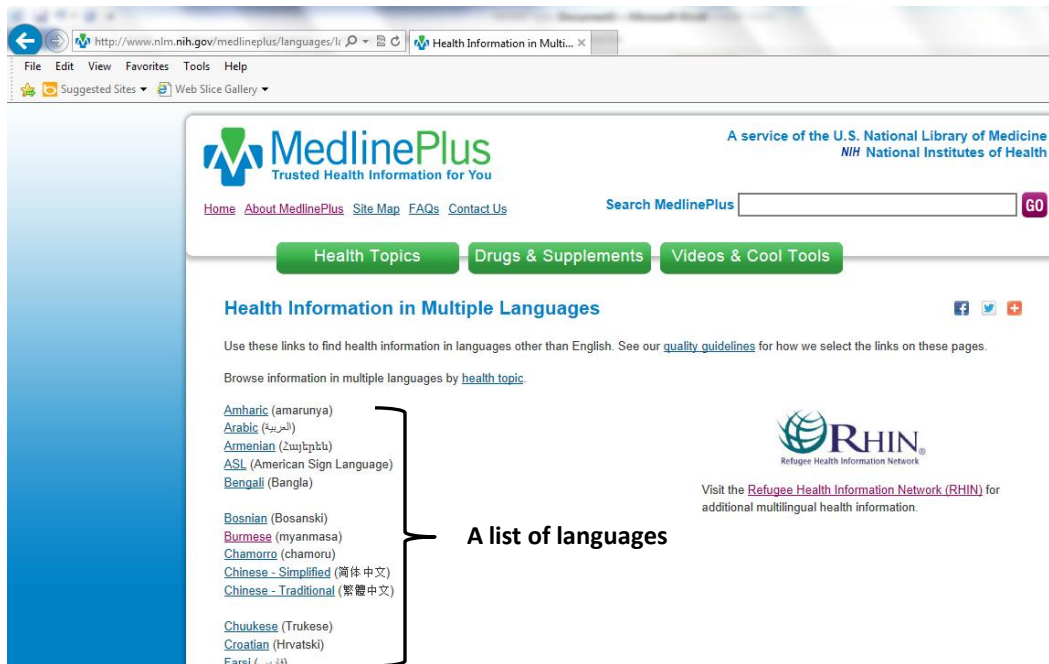 http://www.nlm.nih.gov/medlineplus/languages/la
Health Information in Multi...
File Edit View Favorites Tools Help
Suggested Sites Web Slice Gallery
MedlinePlus
Trusted Health Information for You
A service of the U.S. National Library of Medicine
NIH National Institutes of Health
Home About MedlinePlus Site Map FAQs Contact Us
Search MedlinePlus GO
Health Topics Drugs & Supplements Videos & Cool Tools
Health Information in Multiple Languages
Use these links to find health information in languages other than English. See our quality guidelines for how we select the links on these pages.
Browse information in multiple languages by health topic.
Amharic (amarunya)
Arabic (العربية)
Armenian (Հայերեն)
ASL (American Sign Language)
Bengali (Bangla)
RHIN®
Refugee Health Information Network
Visit the Refugee Health Information Network (RHIN) for
additional multilingual health information.
Bosnian (Bosanski)
Burmese (myanmasa)
Chamorro (chamoru)
Chinese - Simplified (简体中文)
Chinese - Traditional (繁體中文)
A list of languages
Chuukese (Trukese)
Croatian (Hrvatski)
Farsi